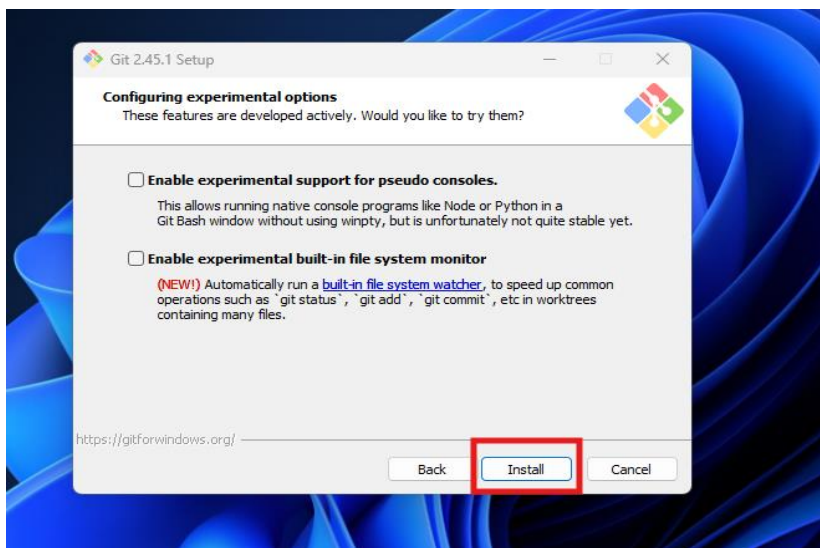 Git 2.45.1 Setup
Configuring experimental options
These features are developed actively. Would you like to try them?
Enable experimental support for pseudo consoles.
This allows running native console programs like Node or Python in a
Git Bash window without using winpty, but is unfortunately not quite stable yet.
Enable experimental built-in file system monitor
(NEW!) Automatically run a built-in file system watcher, to speed up common
operations such as `git status`, `git add`, `git commit`, etc in worktrees
containing many files.
https://gitforwindows.org/
Back Install Cancel